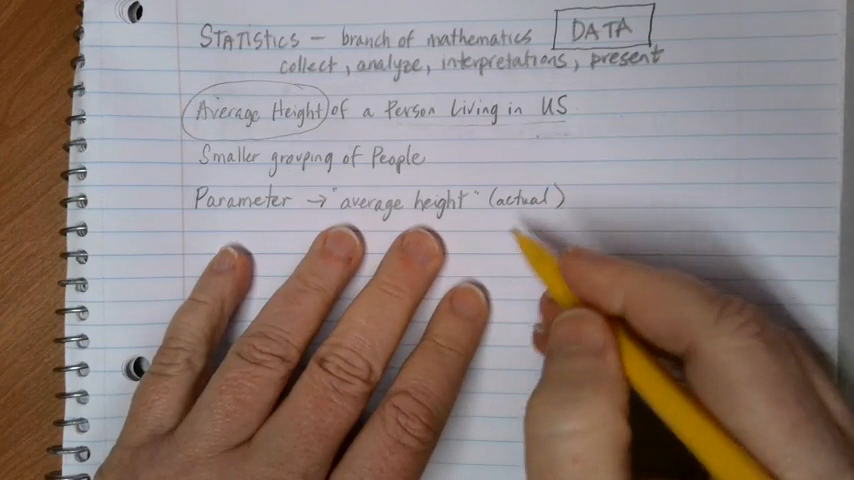 STATISTICS – branch of mathematics DATA
collect, analyze, interpretations, present
Average Height of a Person Living in US
Smaller grouping of People
Parameter → "average height" (actual)